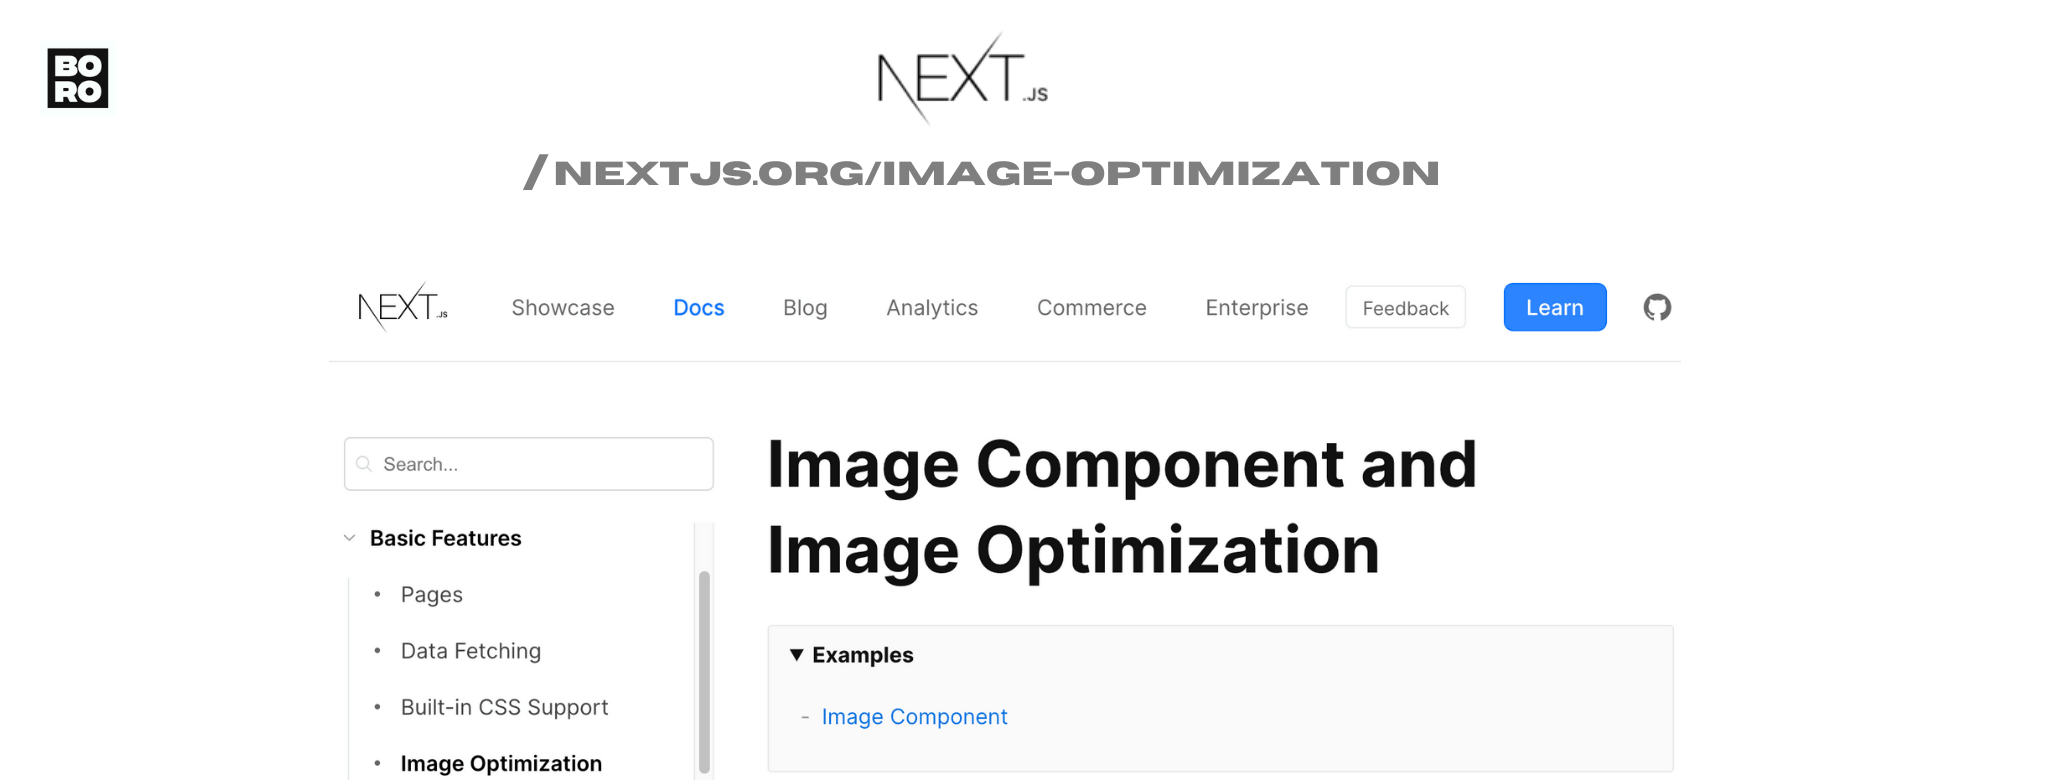 BO
RO
NEXT.JS
/NEXTJS.ORG/IMAGE-OPTIMIZATION
NEXT.JS Showcase Docs Blog Analytics Commerce Enterprise Feedback Learn
Search...
Image Component and
Image Optimization
Basic Features
• Pages
• Data Fetching
• Built-in CSS Support
• Image Optimization
▼ Examples
- Image Component